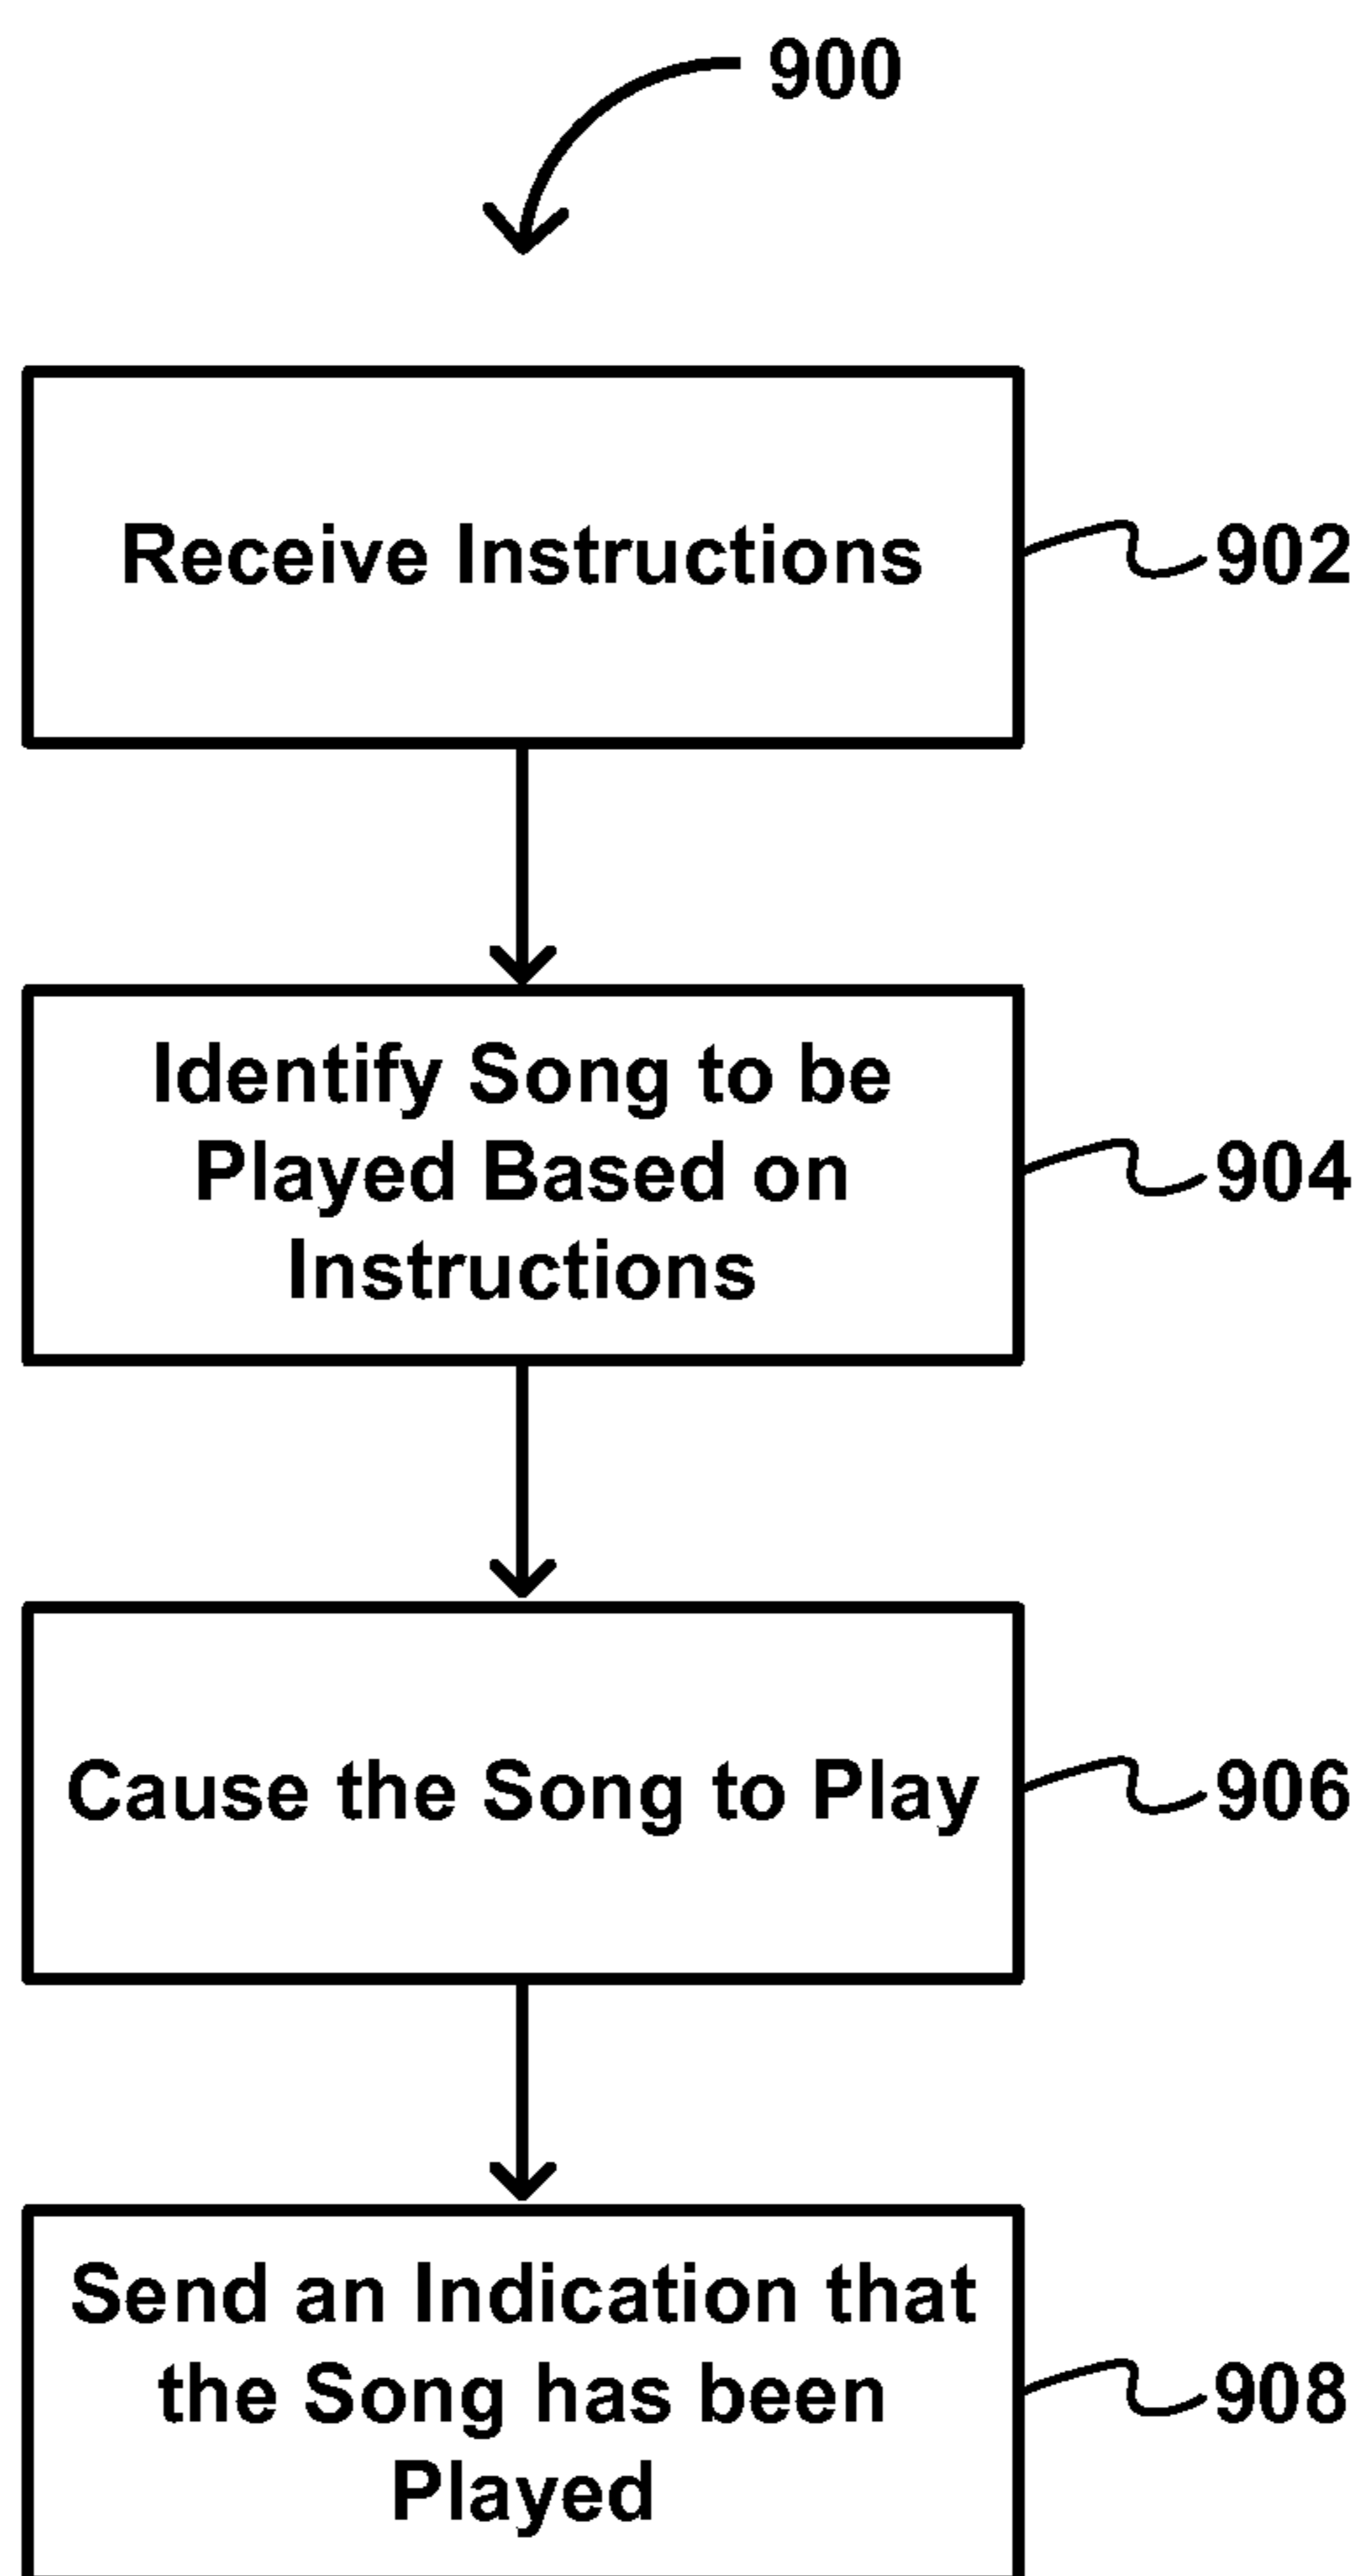 900
Receive Instructions
902
Identify Song to be
Played Based on
Instructions
904
Cause the Song to Play
906
Send an Indication that
the Song has been
Played
908